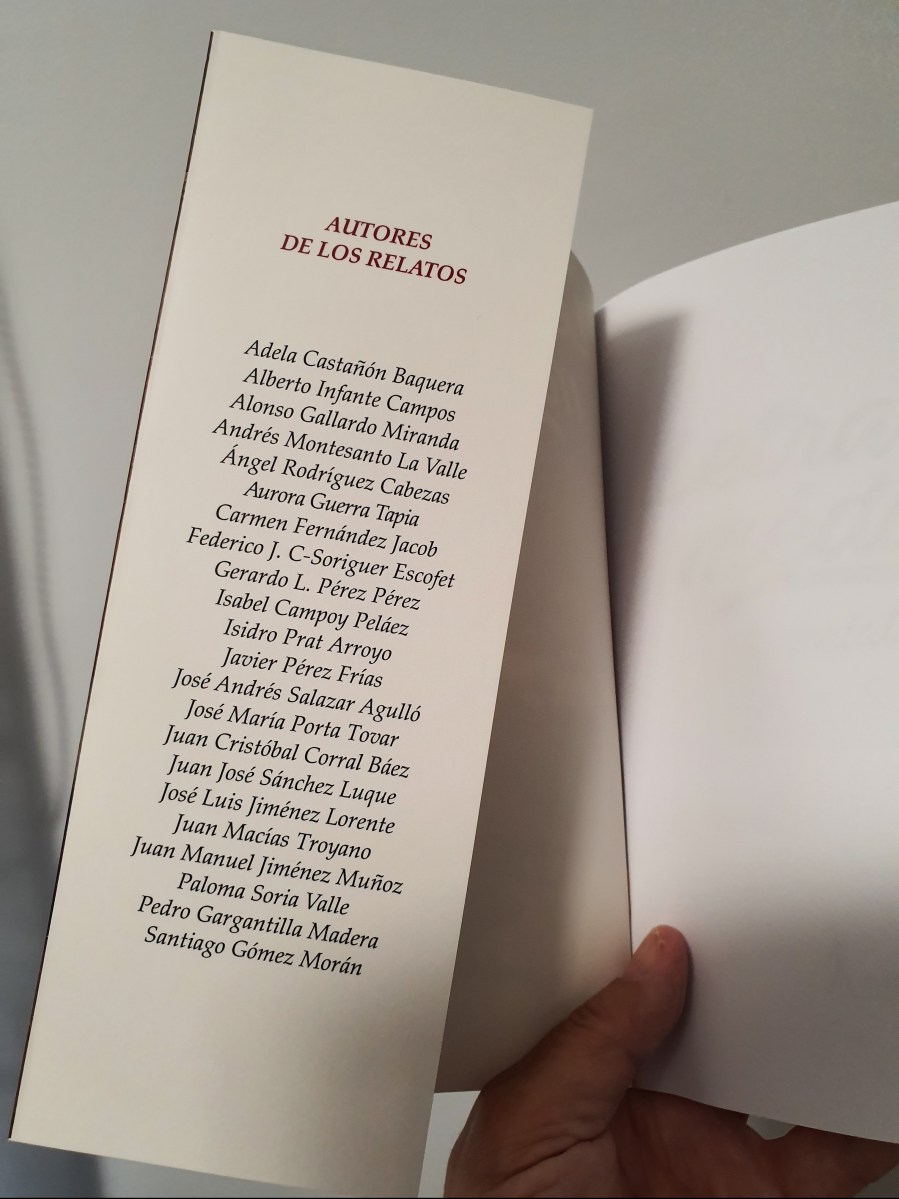 AUTORES
DE LOS RELATOS
Adela Castañón Baquera
Alberto Infante Campos
Alonso Gallardo Miranda
Andrés Montesanto La Valle
Ángel Rodríguez Cabezas
Aurora Guerra Tapia
Carmen Fernández Jacob
Federico J. C-Soriguer Escofet
Gerardo L. Pérez Pérez
Isabel Campoy Peláez
Isidro Prat Arroyo
Javier Pérez Frías
José Andrés Salazar Agulló
José María Porta Tovar
Juan Cristóbal Corral Báez
Juan José Sánchez Luque
José Luis Jiménez Lorente
Juan Macías Troyano
Juan Manuel Jiménez Muñoz
Paloma Soria Valle
Pedro Gargantilla Madera
Santiago Gómez Morán